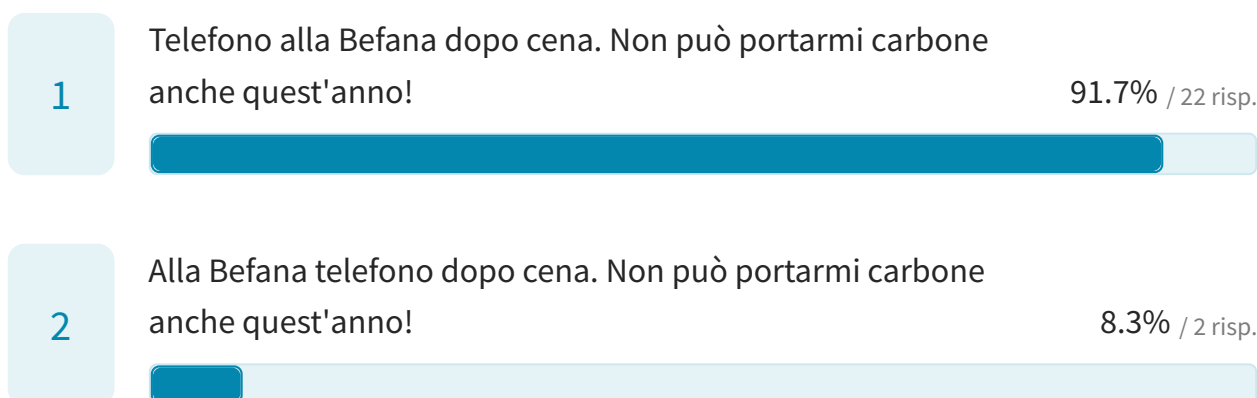 1
Telefono alla Befana dopo cena. Non può portarmi carbone
anche quest'anno!
91.7% / 22 risp.
2
Alla Befana telefono dopo cena. Non può portarmi carbone
anche quest'anno!
8.3% / 2 risp.